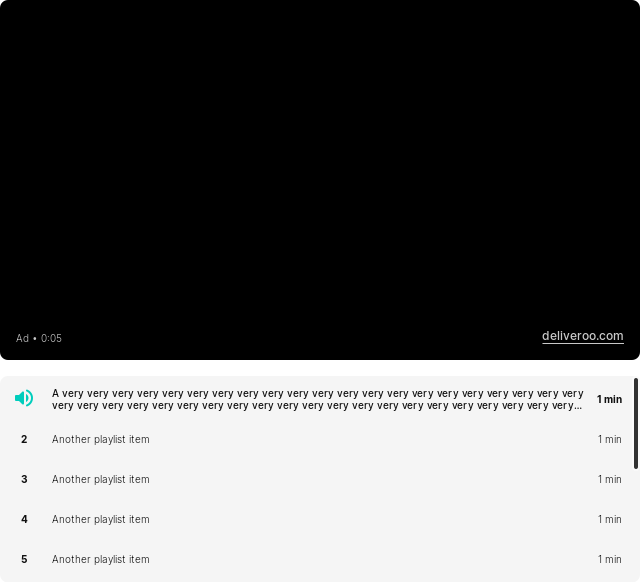 Ad • 0:05
deliveroo.com
A very very very very very very very very very very very very very very very very very very very very very
very very very very very very very very very very very very very very very very very very very very very...
1 min
2 Another playlist item 1 min
3 Another playlist item 1 min
4 Another playlist item 1 min
5 Another playlist item 1 min